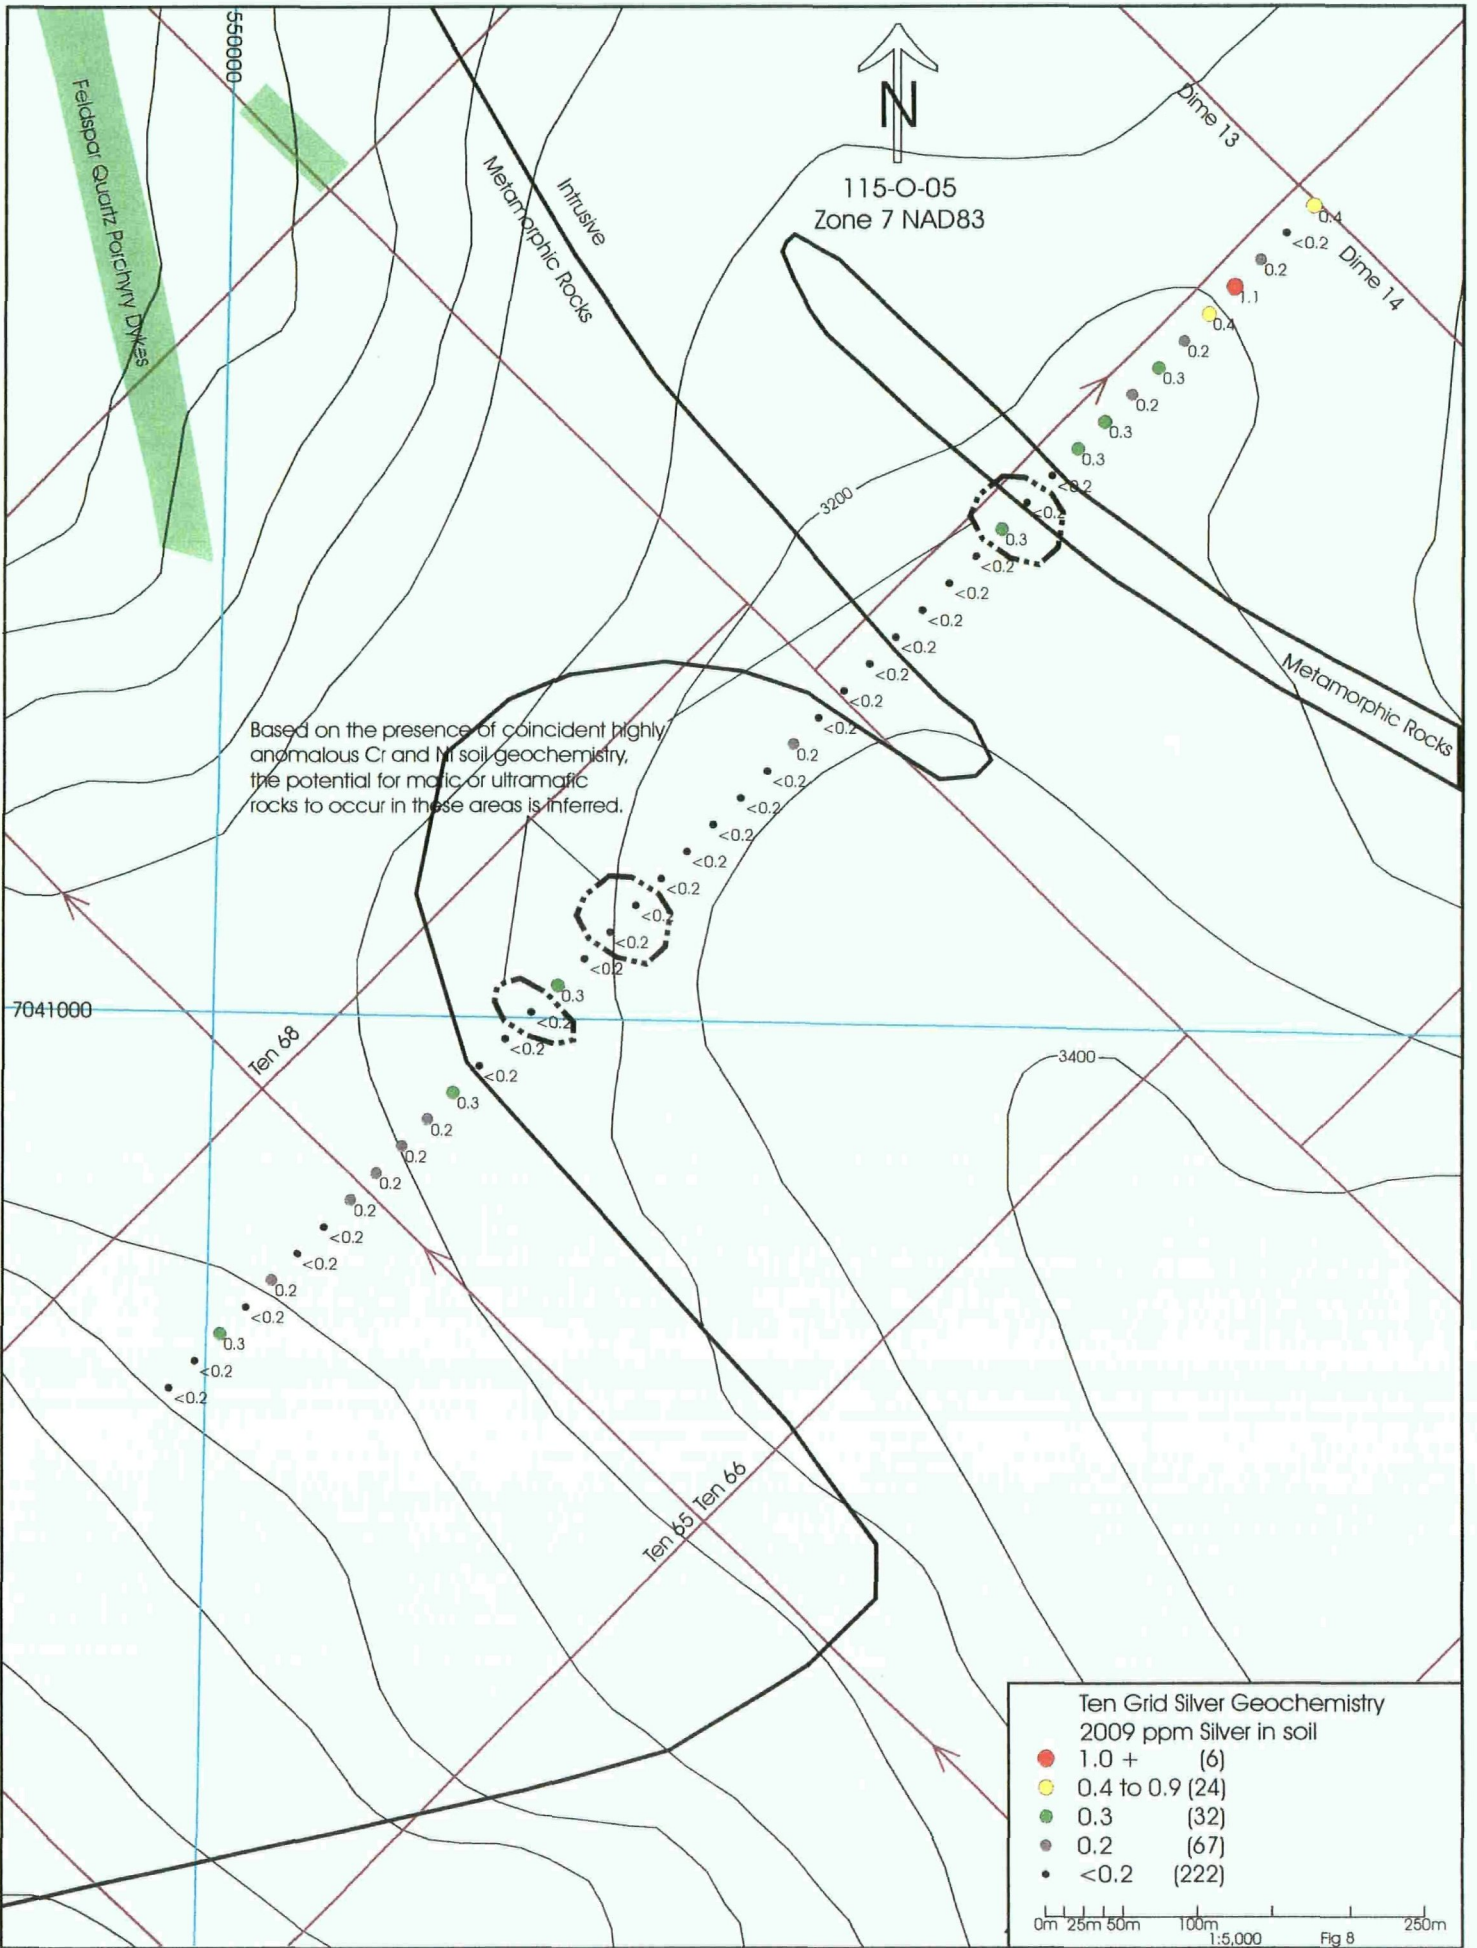 550000
Feldspar Quartz Porphyry Dykes
Intrusive
Metamorphic Rocks
N
115-O-05
Zone 7 NAD83
Dime 13
Dime 14
0.4
<0.2
0.2
1.1
0.4
0.2
0.3
0.2
0.3
0.3
<0.2
<0.2
0.3
<0.2
<0.2
<0.2
<0.2
<0.2
<0.2
<0.2
0.2
<0.2
<0.2
<0.2
<0.2
<0.2
<0.2
<0.2
<0.2
0.3
<0.2
<0.2
<0.2
0.3
0.2
0.2
0.2
0.2
<0.2
<0.2
0.2
<0.2
0.3
<0.2
<0.2
3200
Metamorphic Rocks
Based on the presence of coincident highly
anomalous Cr and Ni soil geochemistry,
the potential for mafic or ultramafic
rocks to occur in these areas is inferred.
7041000
Ten 68
3400
Ten 65 Ten 66
Ten Grid Silver Geochemistry
2009 ppm Silver in soil
1.0 + (6)
0.4 to 0.9 (24)
0.3 (32)
0.2 (67)
<0.2 (222)
0m 25m 50m 100m 250m
1:5,000 Fig 8